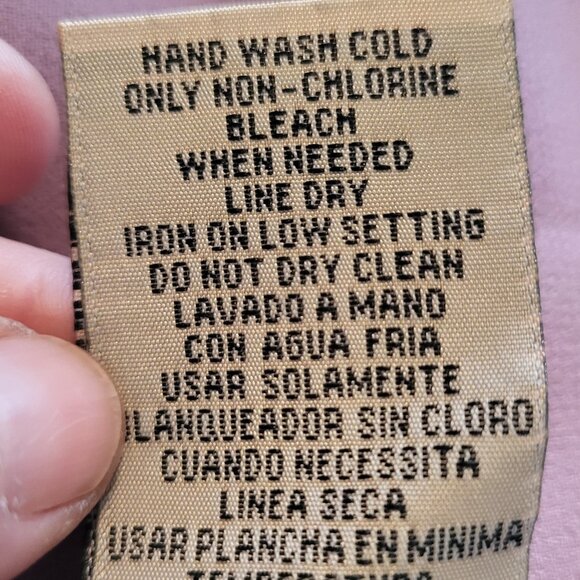 HAND WASH COLD
ONLY NON-CHLORINE
BLEACH
WHEN NEEDED
LINE DRY
IRON ON LOW SETTING
DO NOT DRY CLEAN
LAVADO A MANO
CON AGUA FRIA
USAR SOLAMENTE
BLANQUEADOR SIN CLORO
CUANDO NECESSITA
LINEA SECA
USAR PLANCHA EN MINIMA